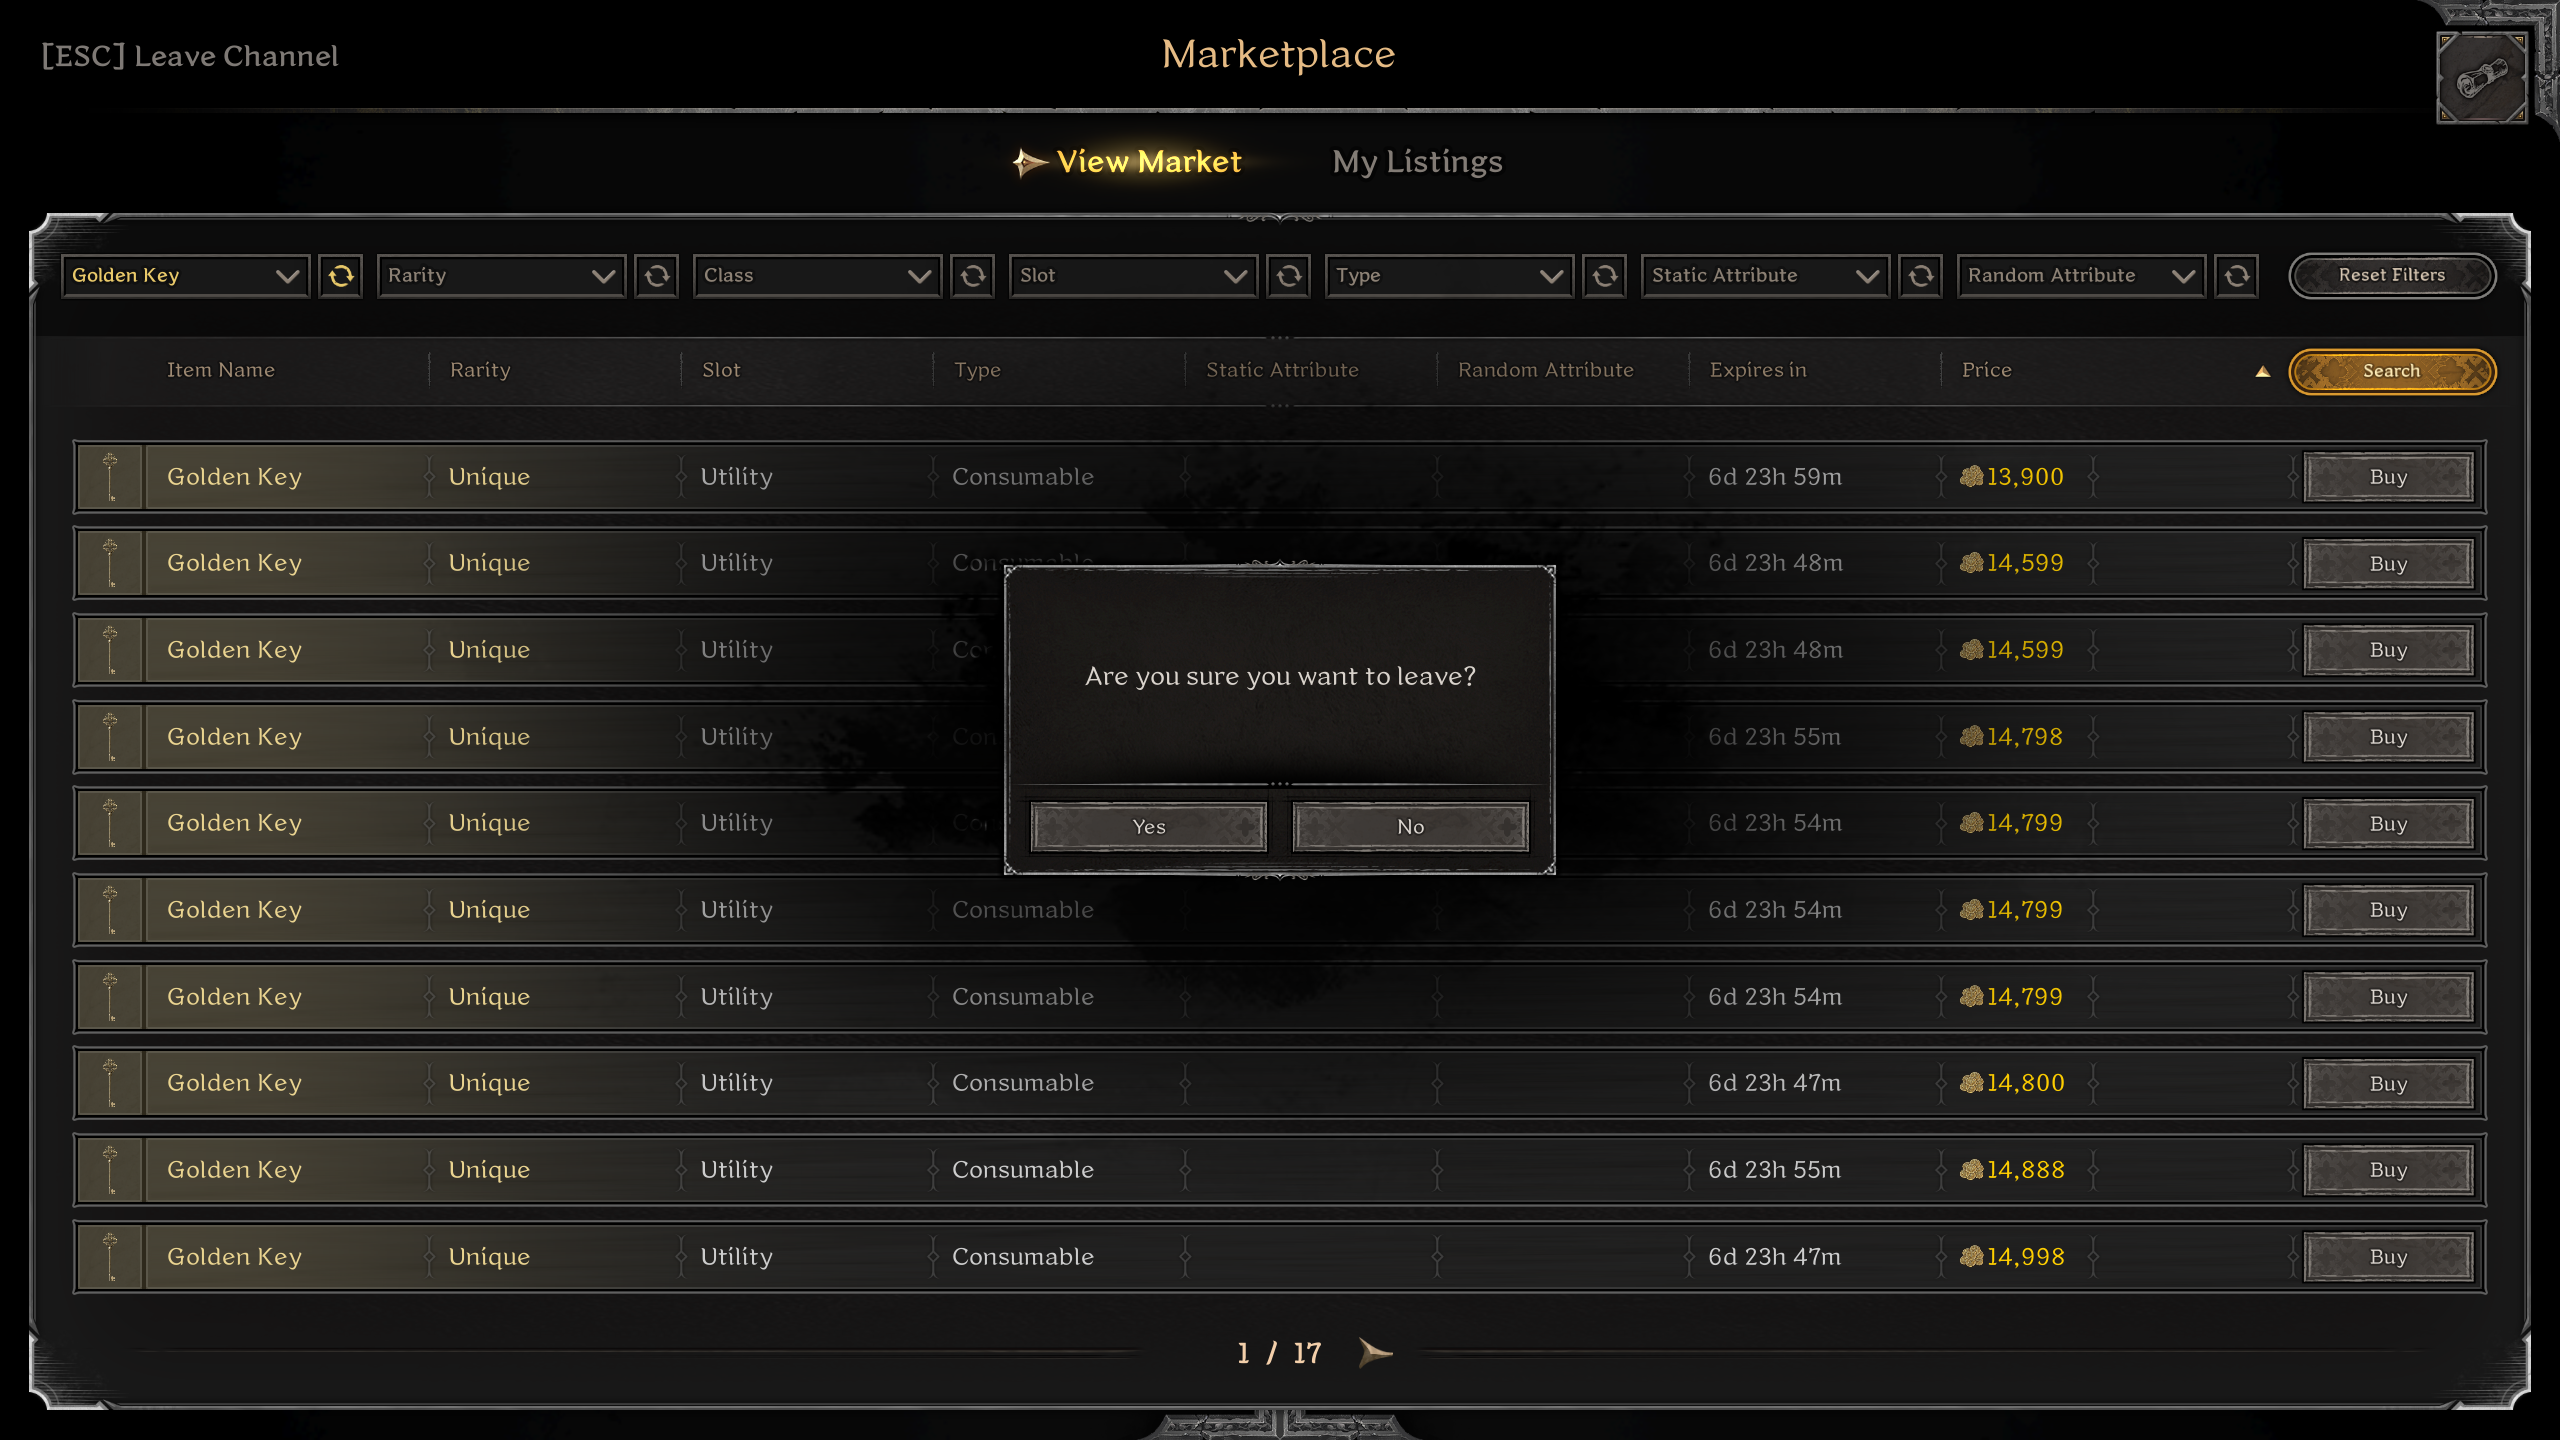 [ESC] Leave Channel
Marketplace
View Market
My Listings
Golden Key
Rarity
Class
Slot
Type
Static Attribute
Random Attribute
Reset Filters
Item Name
Rarity
Slot
Type
Static Attribute
Random Attribute
Expires in
Price
Search
Golden Key Unique Utility Consumable 6d 23h 59m 13,900 Buy
Golden Key Unique Utility Consumable 6d 23h 48m 14,599 Buy
Golden Key Unique Utility 6d 23h 48m 14,599 Buy
Golden Key Unique Utility 6d 23h 55m 14,798 Buy
Golden Key Unique Utility 6d 23h 54m 14,799 Buy
Golden Key Unique Utility Consumable 6d 23h 54m 14,799 Buy
Golden Key Unique Utility Consumable 6d 23h 54m 14,799 Buy
Golden Key Unique Utility Consumable 6d 23h 47m 14,800 Buy
Golden Key Unique Utility Consumable 6d 23h 55m 14,888 Buy
Golden Key Unique Utility Consumable 6d 23h 47m 14,998 Buy
Are you sure you want to leave?
Yes
No
1 / 17